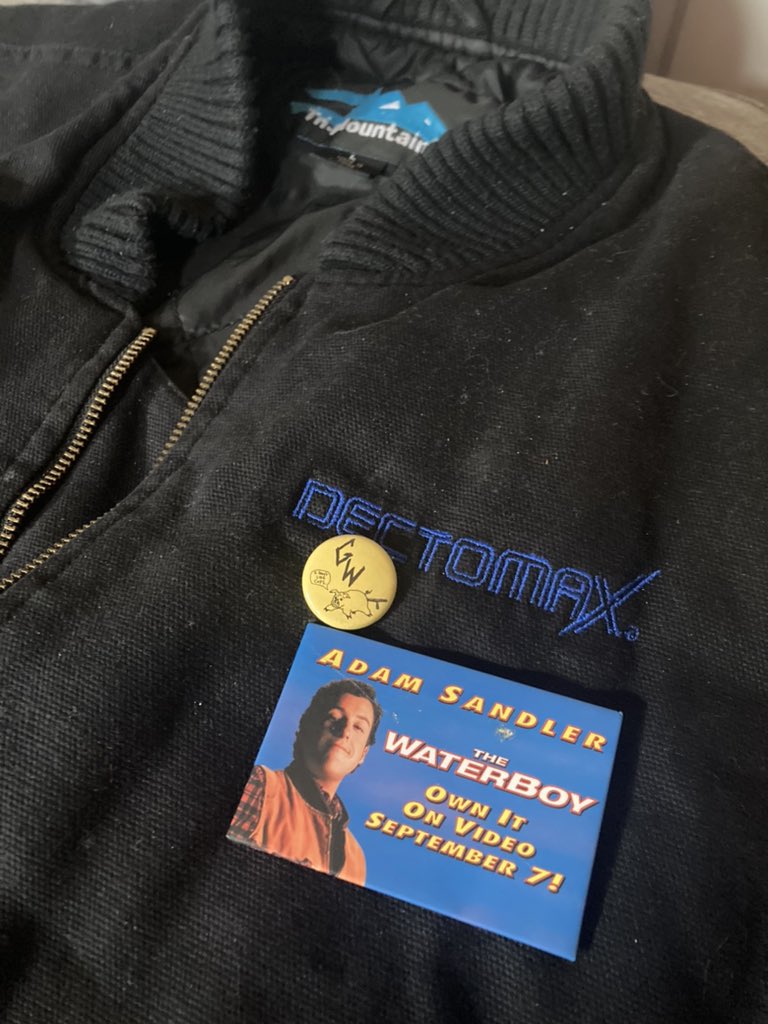 Tri-Mountain
DECTOMAX®
GW
ADAM SANDLER
THE
WATERBOY
OWN IT
ON VIDEO
SEPTEMBER 7!